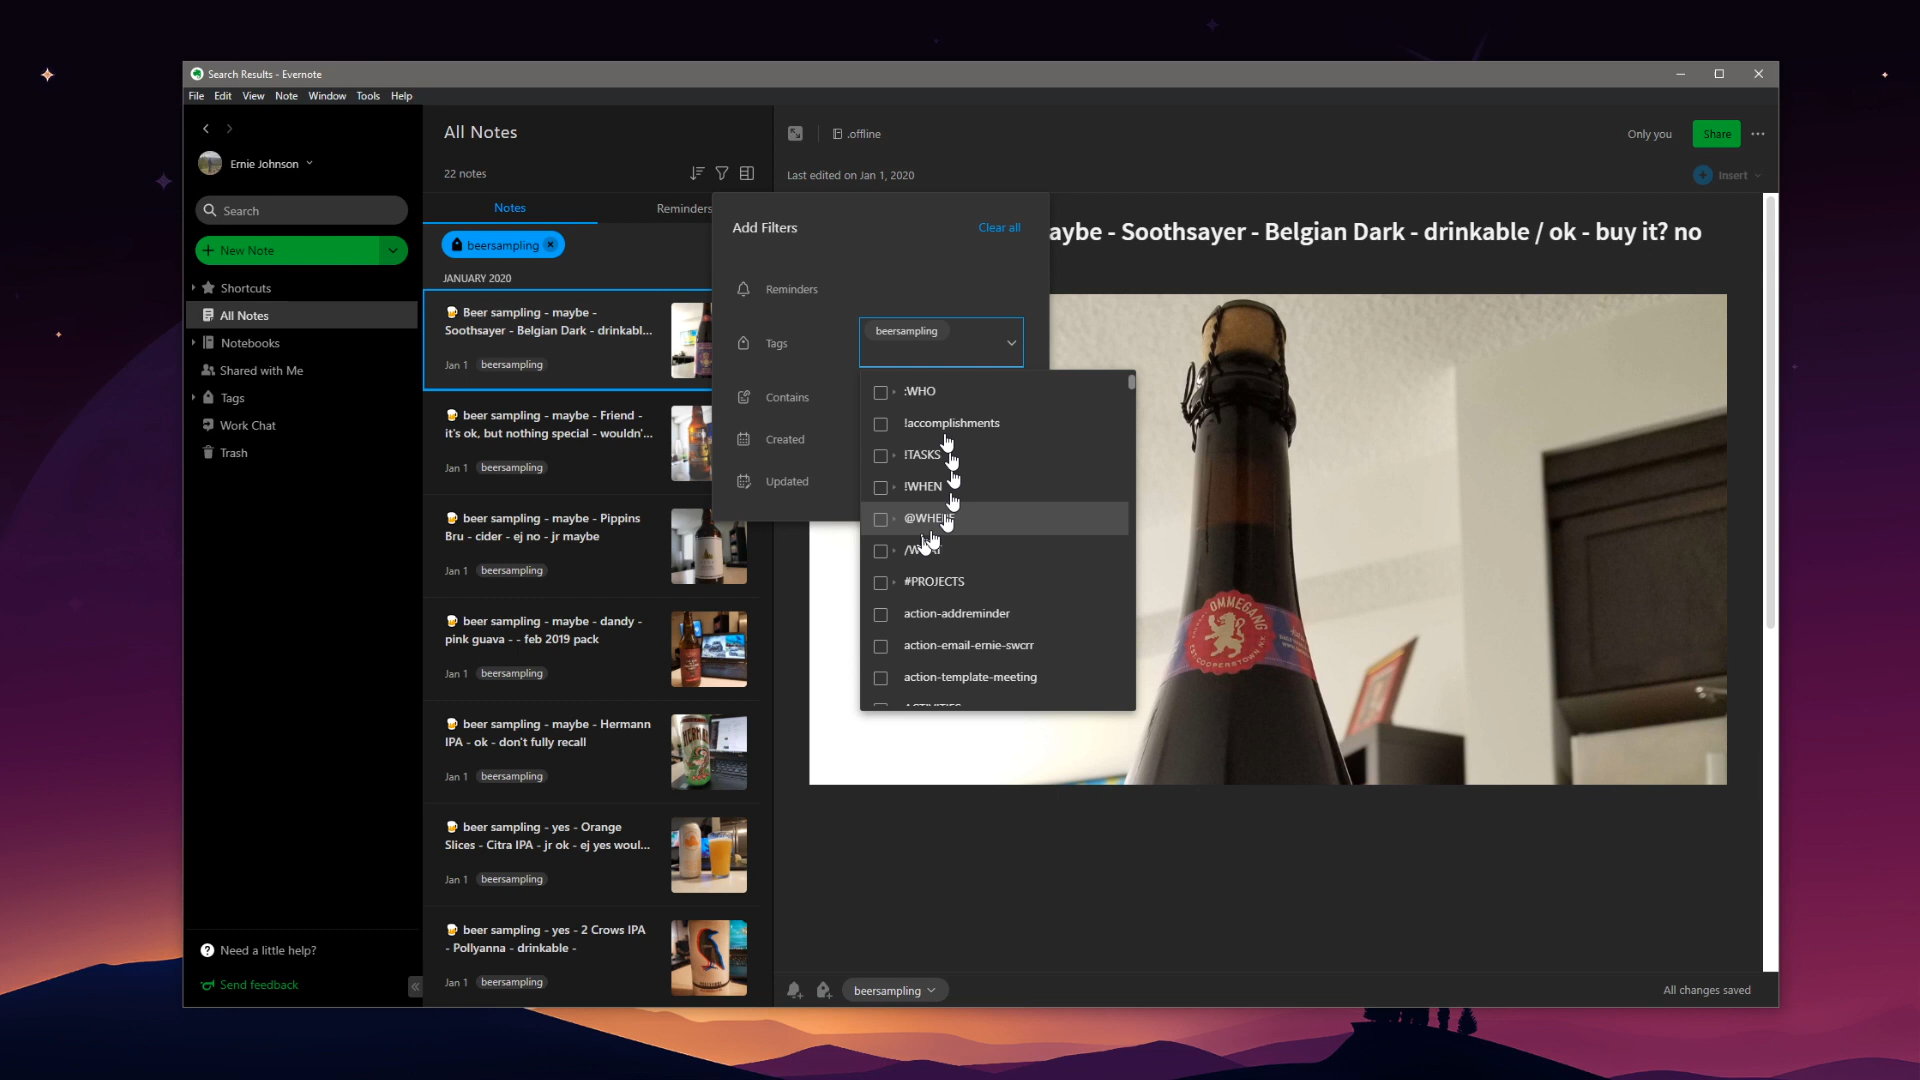 Search Results - Evernote
File Edit View Note Window Tools Help
Ernie Johnson
Search
New Note
Shortcuts
All Notes
Notebooks
Shared with Me
Tags
Work Chat
Trash
Need a little help?
Send feedback
All Notes
22 notes
Notes
Reminders
beersampling
JANUARY 2020
Beer sampling - maybe -
Soothsayer - Belgian Dark - drinkabl...
Jan 1 beersampling
beer sampling - maybe - Friend -
it's ok, but nothing special - wouldn'...
Jan 1 beersampling
beer sampling - maybe - Pippins
Bru - cider - ej no - jr maybe
Jan 1 beersampling
beer sampling - maybe - dandy -
pink guava - - feb 2019 pack
Jan 1 beersampling
beer sampling - maybe - Hermann
IPA - ok - don't fully recall
Jan 1 beersampling
beer sampling - yes - Orange
Slices - Citra IPA - jr ok - ej yes woul...
Jan 1 beersampling
beer sampling - yes - 2 Crows IPA
- Pollyanna - drinkable -
Jan 1 beersampling
Add Filters
Clear all
Reminders
Tags
beersampling
Contains
Created
Updated
:WHO
!accomplishments
!TASKS
!WHEN
#PROJECTS
action-addreminder
action-email-ernie-swcrr
action-template-meeting
.offline
Only you
Share
Last edited on Jan 1, 2020
Insert
aybe - Soothsayer - Belgian Dark - drinkable / ok - buy it? no
OMMEGANG
beersampling
All changes saved